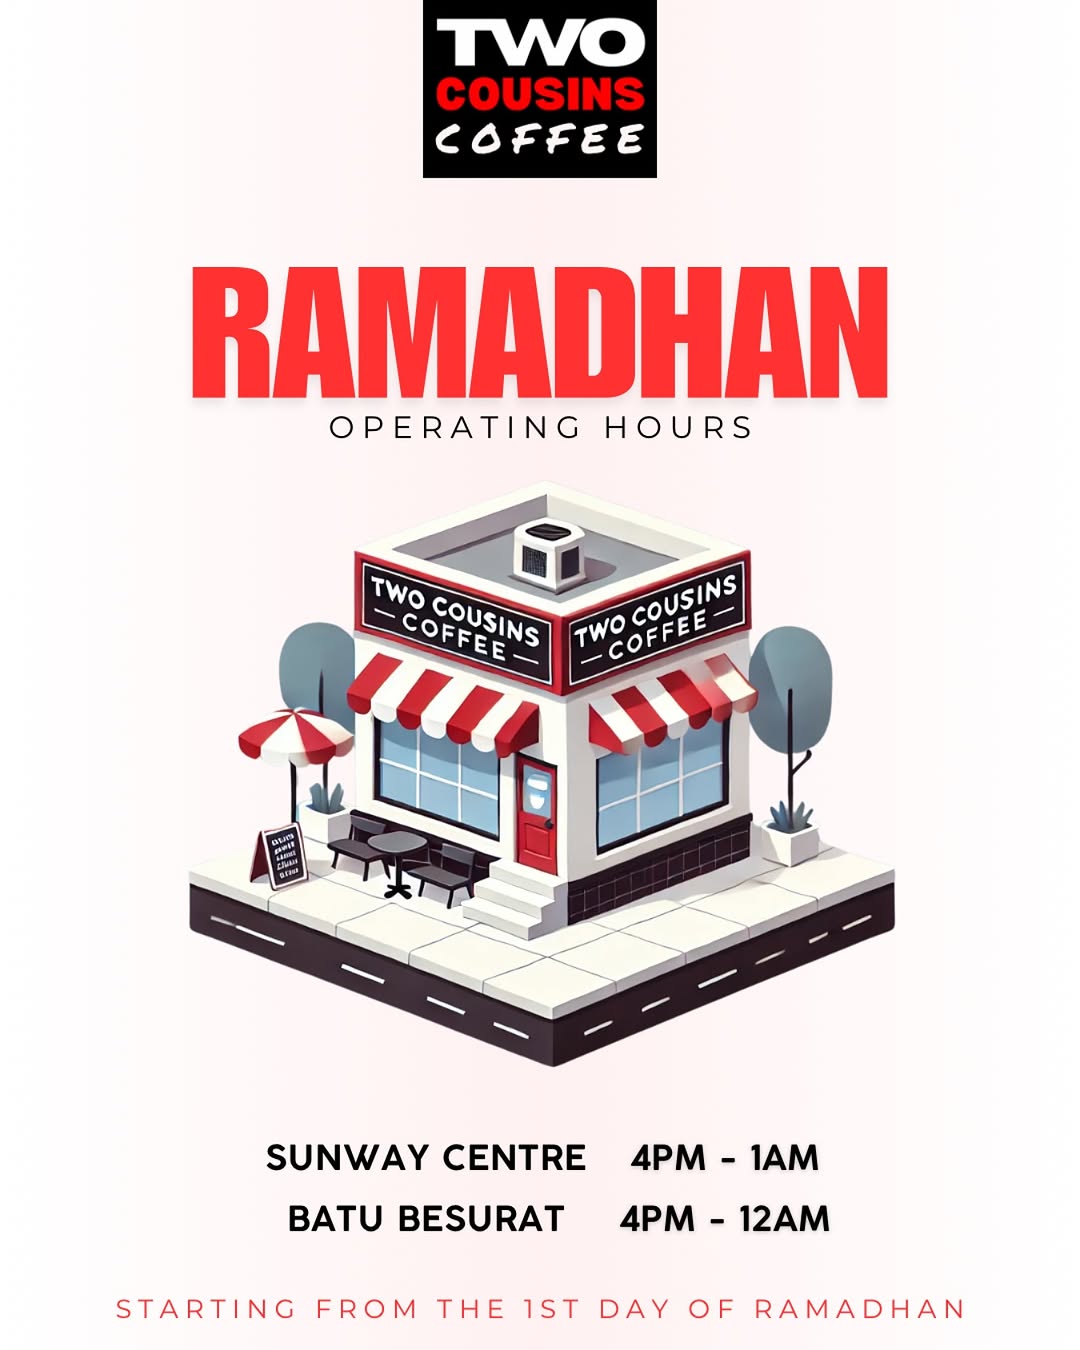 TWO
COUSINS
COFFEE
RAMADHAN
OPERATING HOURS
TWO COUSINS
— COFFEE —
TWO COUSINS
— COFFEE —
SUNWAY CENTRE 4PM - 1AM
BATU BESURAT 4PM - 12AM
STARTING FROM THE 1ST DAY OF RAMADHAN